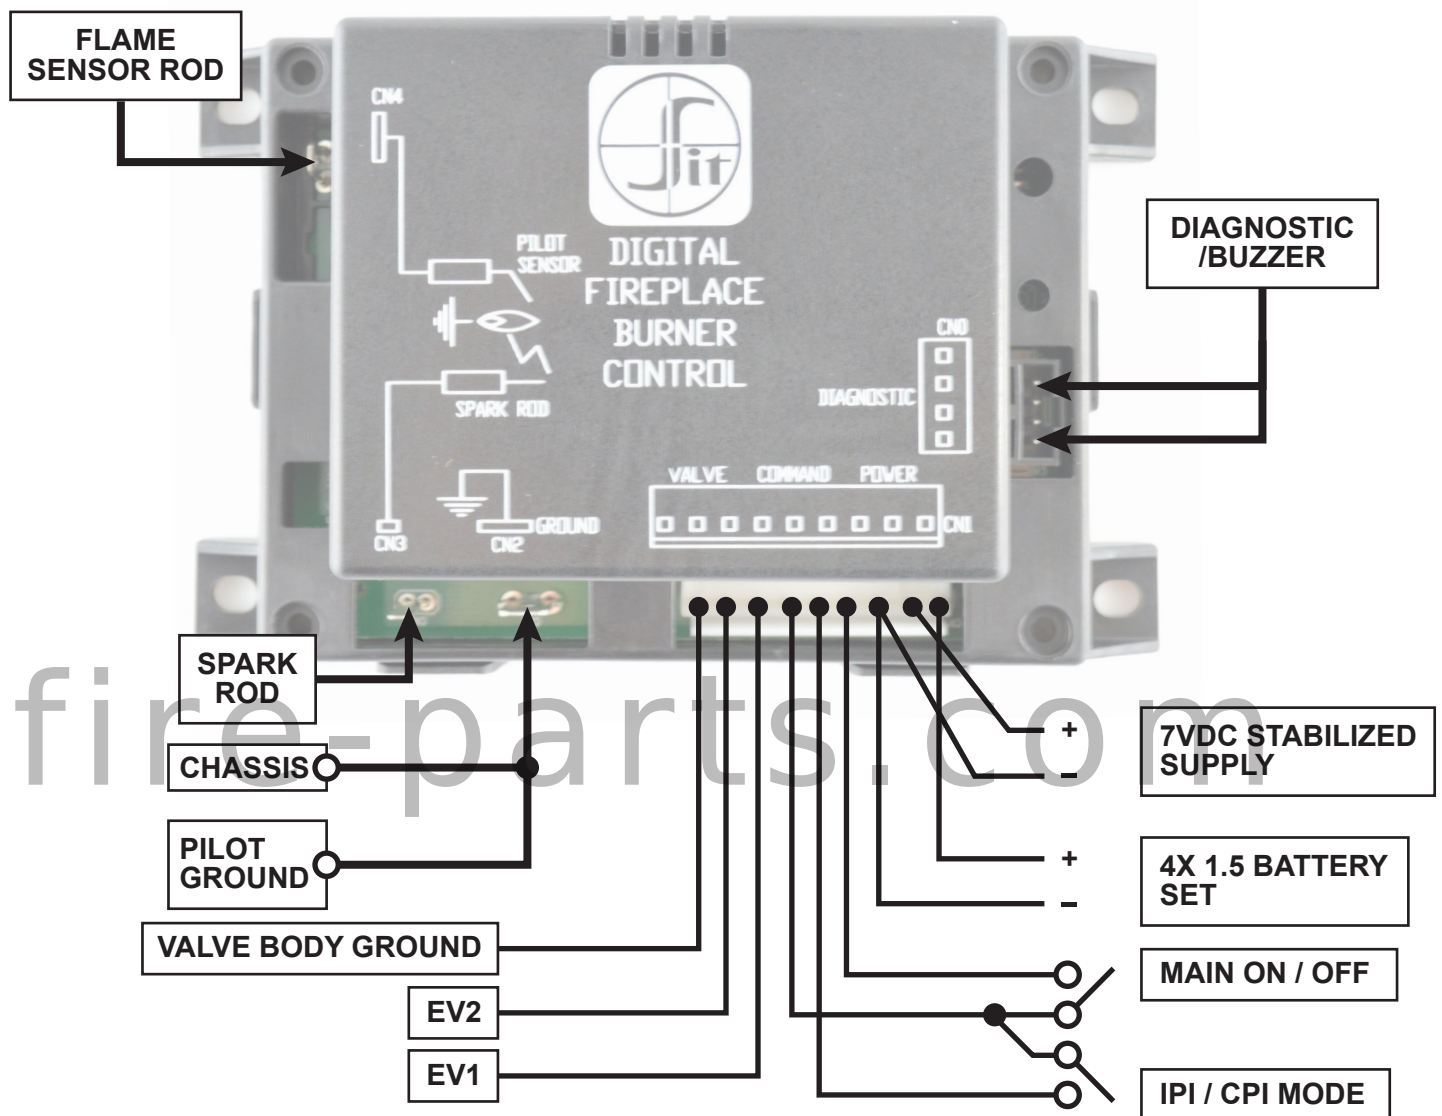 FLAME
SENSOR ROD
CN4
Sit
PILOT
SENSOR
DIGITAL
FIREPLACE
BURNER
CONTROL
DIAGNOSTIC
/BUZZER
CN0
DIAGNOSTIC
SPARK ROD
VALVE COMMAND POWER
GROUND
CN1
CN3
CN2
SPARK
ROD
fire-parts.com
CHASSIS
PILOT
GROUND
VALVE BODY GROUND
EV2
EV1
+
7VDC STABILIZED
SUPPLY
–
+
4X 1.5 BATTERY
SET
–
MAIN ON / OFF
IPI / CPI MODE